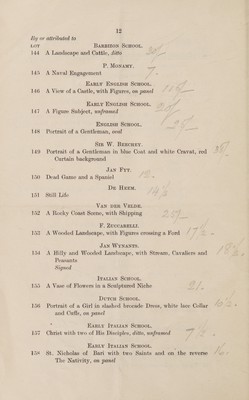 12
By or attributed to
LOT
Barbizon School.
144 A Landscape and Cattle, ditto
P. Monamy.
145 A Naval Engagement 7-
Early English School.
146 A View of a Castle, with Figures, on panel
Early English School.
147 A Figure Subject, unframed
English School.
148 Portrait of a Gentleman, oval
Sir W. Beechey.
149 Portrait of a Gentleman in blue Coat and white Cravat, red
Curtain background
Jan Fyt.
150 Dead Game and a Spaniel
De Heem.
151 Still Life
Van der Velde.
152 A Rocky Coast Scene, with Shipping
F. Zuccarelli.
153 A Wooded Landscape, with Figures crossing a Ford
Jan Wynants.
154 A Hilly and Wooded Landscape, with Stream, Cavaliers and
Peasants
Signed
Italian School.
155 A Vase of Flowers in a Sculptured Niche 21.
Dutch School.
156 Portrait of a Girl in slashed brocade Dress, white lace Collar
and Cuffs, on panel
Early Italian School.
157 Christ with two of His Disciples, ditto, unframed
Early Italian School.
158 St. Nicholas of Bari with two Saints and on the reverse
The Nativity, on panel